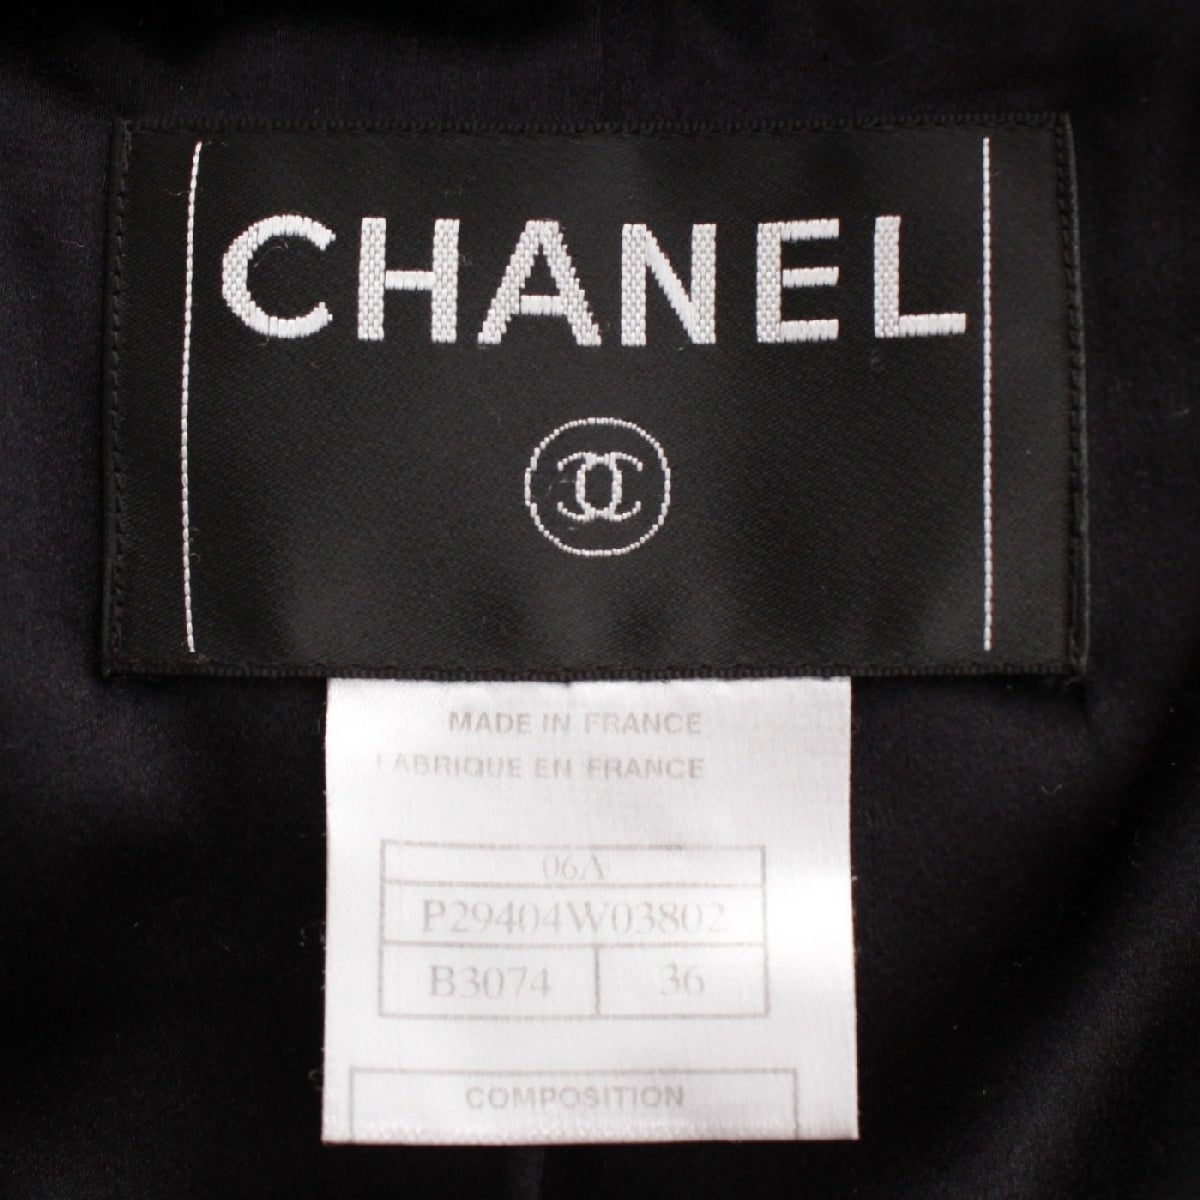 CHANEL
MADE IN FRANCE
FABRIQUE EN FRANCE
06A
P29404W03802
B3074 36
COMPOSITION